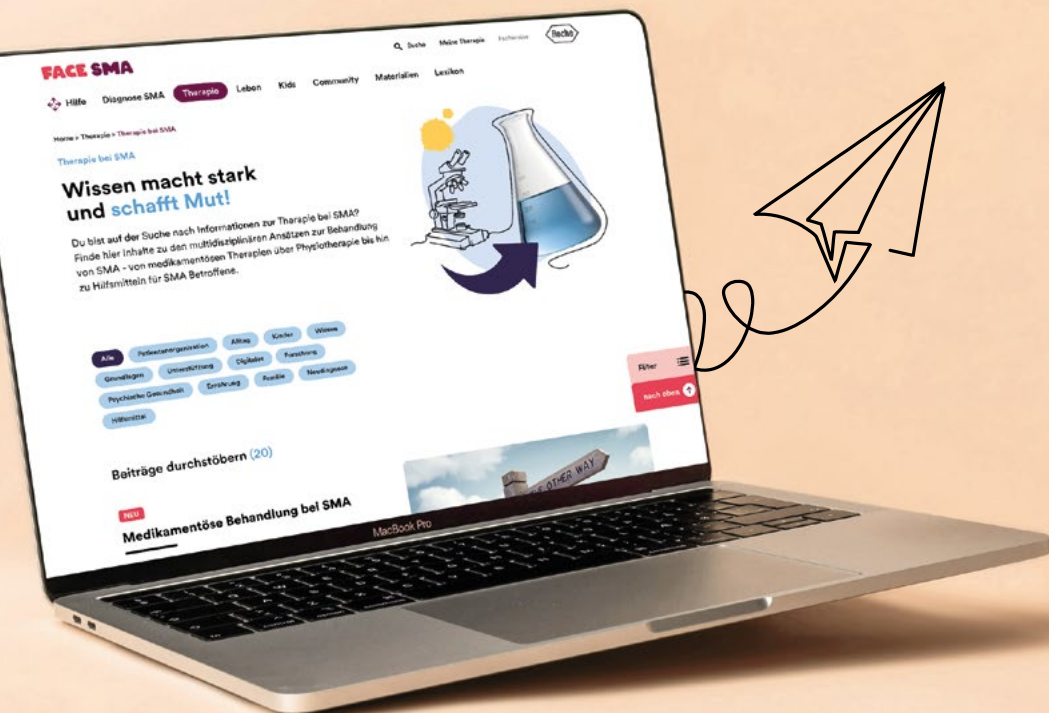 FACE SMA
Suche Meine Therapie Roche
Hilfe Diagnose SMA Therapie Leben Kids Community Materialien Lexikon
Home > Therapie > Therapie bei SMA
Therapie bei SMA
Wissen macht stark
und schafft Mut!
Du bist auf der Suche nach Informationen zur Therapie bei SMA?
Finde hier Inhalte zu den multidisziplinären Ansätzen zur Behandlung
von SMA - von medikamentösen Therapien über Physiotherapie bis hin
zu Hilfsmitteln für SMA Betroffene.
Alle Patientenorganisation Alltag Kinder Wissen
Grundlagen Unterstützung Digitales Forschung
Psychische Gesundheit Ernährung Familie Neudiagnose
Hilfsmittel
Filter
nach oben
Beiträge durchstöbern (20)
OTHER WAY
NEU
Medikamentöse Behandlung bei SMA
MacBook Pro